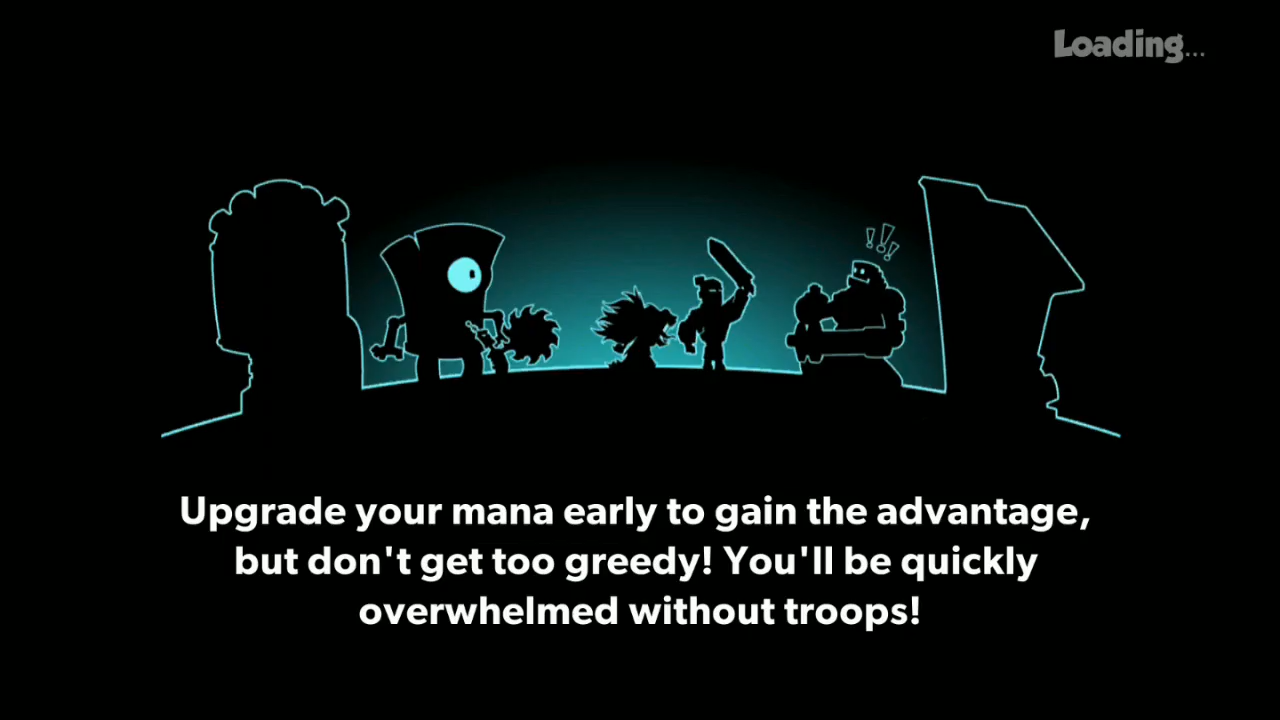 Loading...
Upgrade your mana early to gain the advantage,
but don't get too greedy! You'll be quickly
overwhelmed without troops!